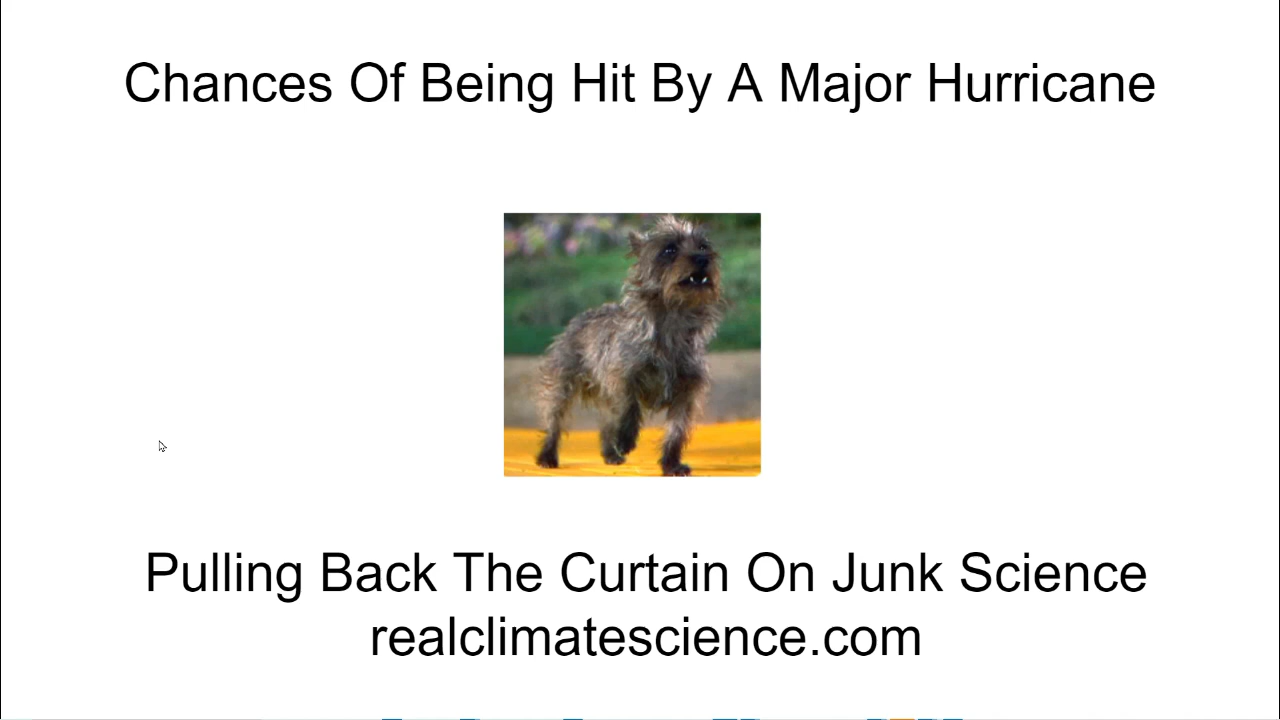 Chances Of Being Hit By A Major Hurricane
Pulling Back The Curtain On Junk Science
realclimatescience.com